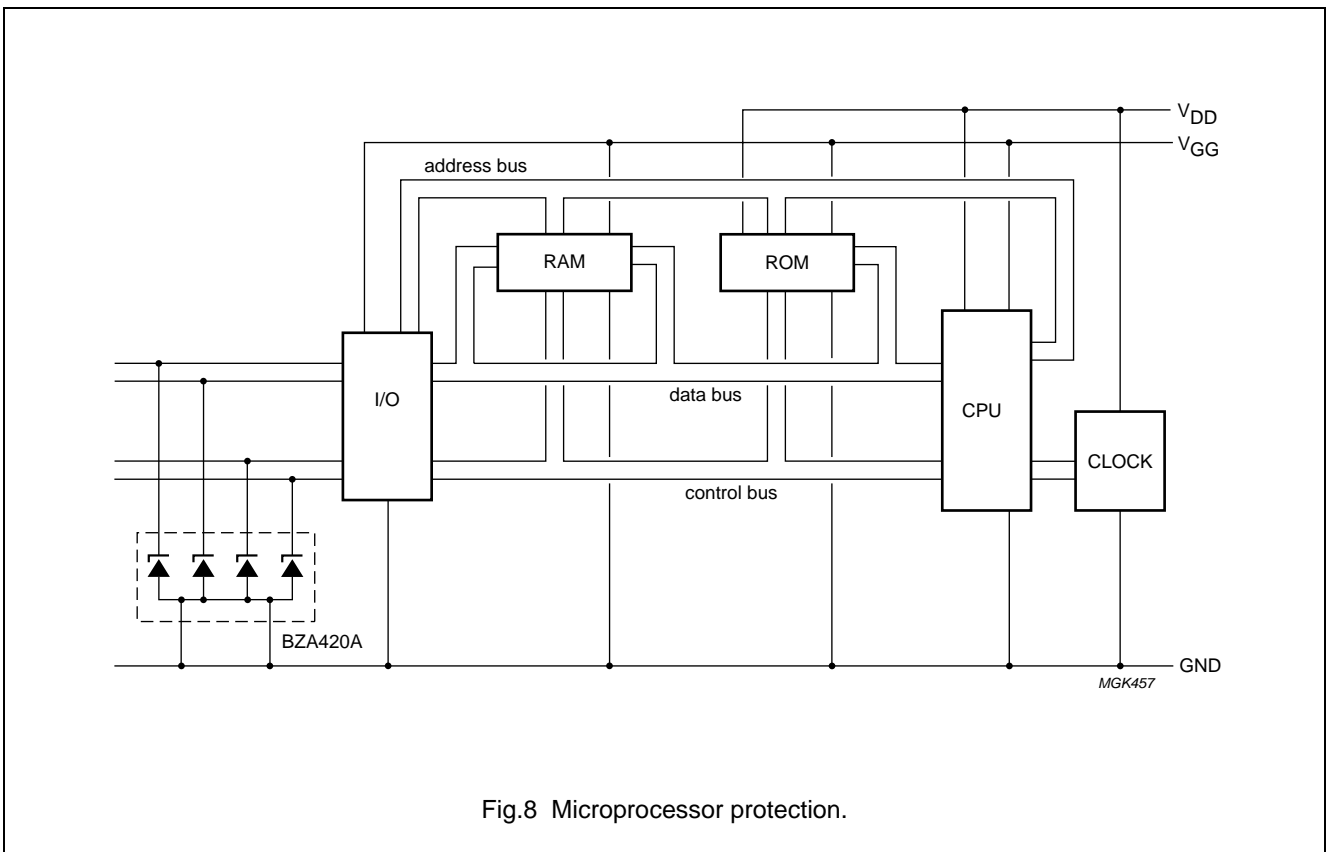 VDD
VGG
address bus
RAM
ROM
I/O
data bus
CPU
CLOCK
control bus
BZA420A
GND
MGK457
Fig.8 Microprocessor protection.